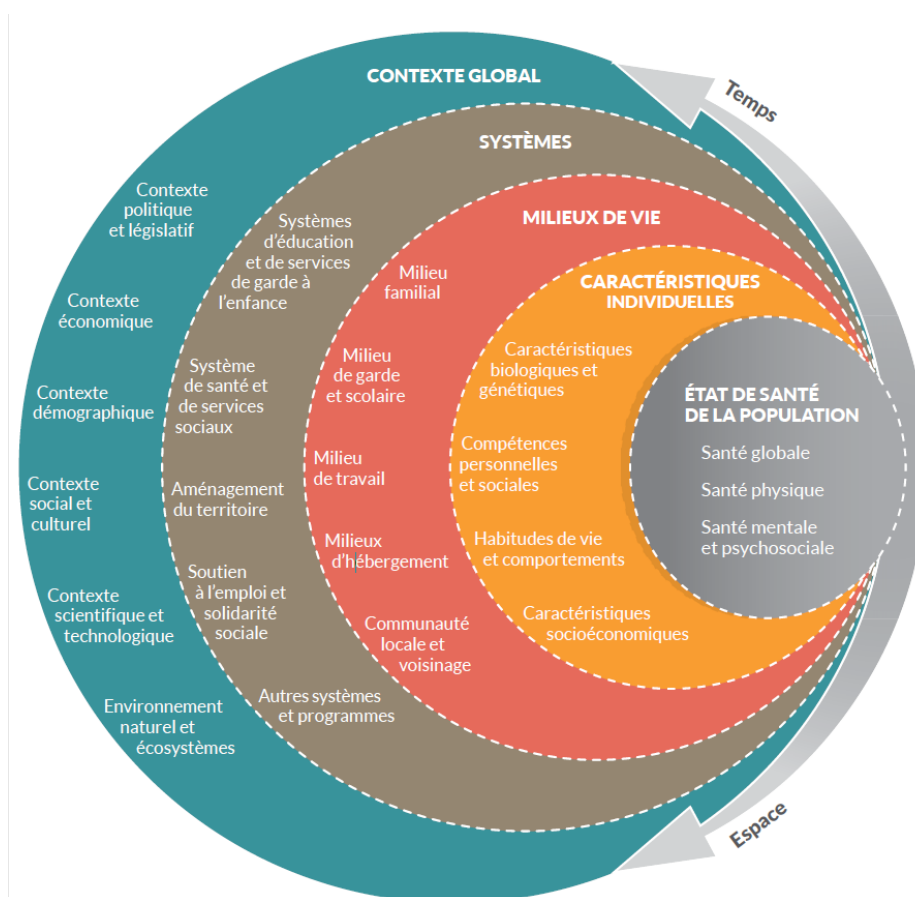 CONTEXTE GLOBAL
Temps
SYSTÈMES
Contexte
politique
et législatif
Contexte
économique
Contexte
démographique
Contexte
social et
culturel
Contexte
scientifique et
technologique
Environnement
naturel et
écosystèmes
Systèmes
d'éducation
et de services
de garde à
l'enfance
Système
de santé et
de services
sociaux
Aménagement
du territoire
Soutien
à l'emploi et
solidarité
sociale
Autres systèmes
et programmes
MILIEUX DE VIE
Milieu
familial
Milieu
de garde
et scolaire
Milieu
de travail
Milieux
d'hébergement
Communauté
locale et
voisinage
CARACTÉRISTIQUES
INDIVIDUELLES
Caractéristiques
biologiques et
génétiques
Compétences
personnelles
et sociales
Habitudes de vie
et comportements
Caractéristiques
socioéconomiques
ÉTAT DE SANTÉ
DE LA POPULATION
Santé globale
Santé physique
Santé mentale
et psychosociale
Espace